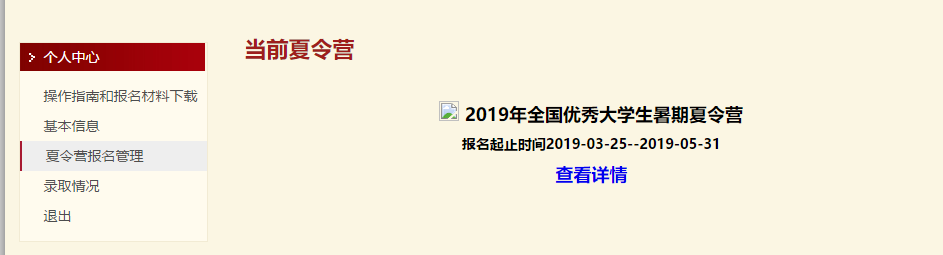 个人中心
操作指南和报名材料下载
基本信息
夏令营报名管理
录取情况
退出
当前夏令营
2019年全国优秀大学生暑期夏令营
报名起止时间2019-03-25--2019-05-31
查看详情